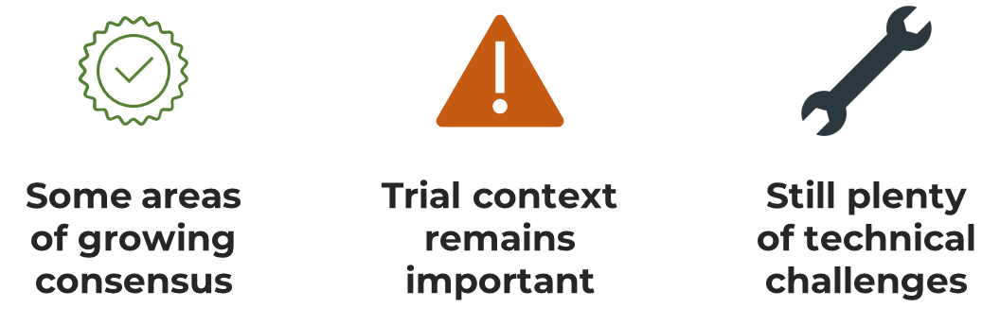 Some areas
of growing
consensus
Trial context
remains
important
Still plenty
of technical
challenges